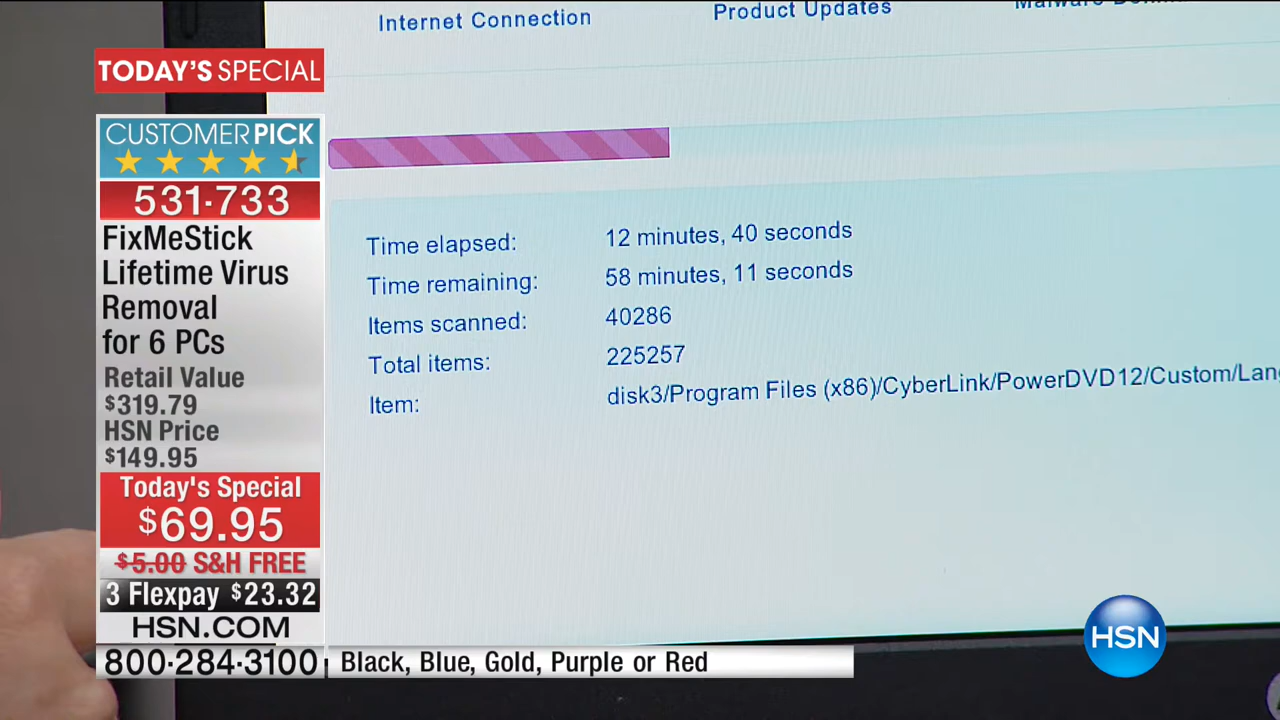 TODAY'S SPECIAL
CUSTOMER PICK
531·733
FixMeStick
Lifetime Virus
Removal
for 6 PCs
Retail Value
$319.79
HSN Price
$149.95
Today's Special
$69.95
$5.00 S&H FREE
3 Flexpay $23.32
HSN.COM
800·284·3100
Black, Blue, Gold, Purple or Red
Internet Connection
Product Updates
Time elapsed: 12 minutes, 40 seconds
Time remaining: 58 minutes, 11 seconds
Items scanned: 40286
Total items: 225257
Item: disk3/Program Files (x86)/CyberLink/PowerDVD12/Custom/Lang
HSN